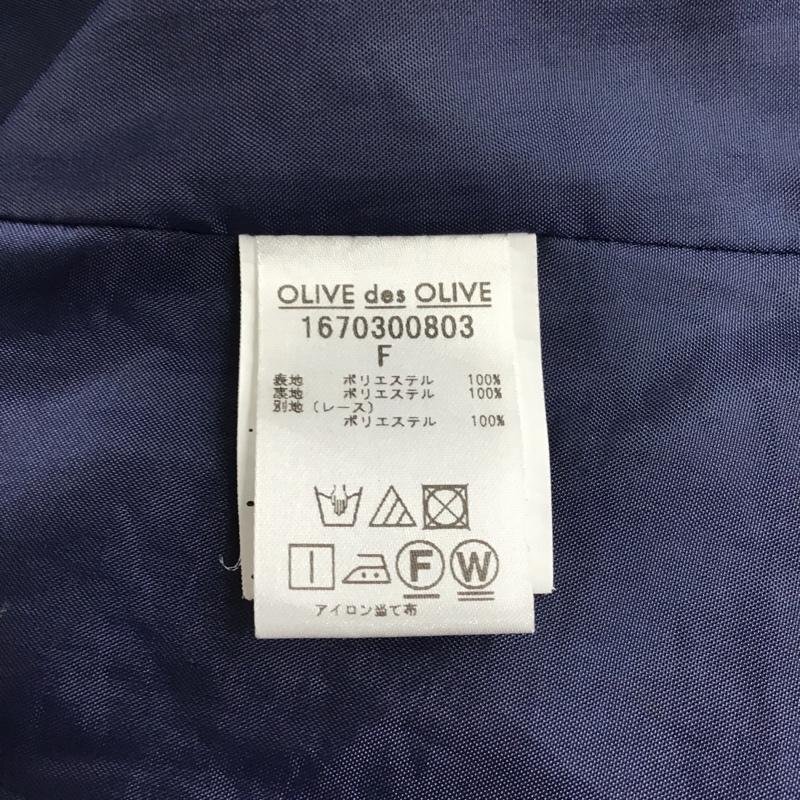 OLIVE des OLIVE
1670300803
F
表地 ポリエステル 100%
裏地 ポリエステル 100%
別地（レース）
ポリエステル 100%
F W
アイロン当て布